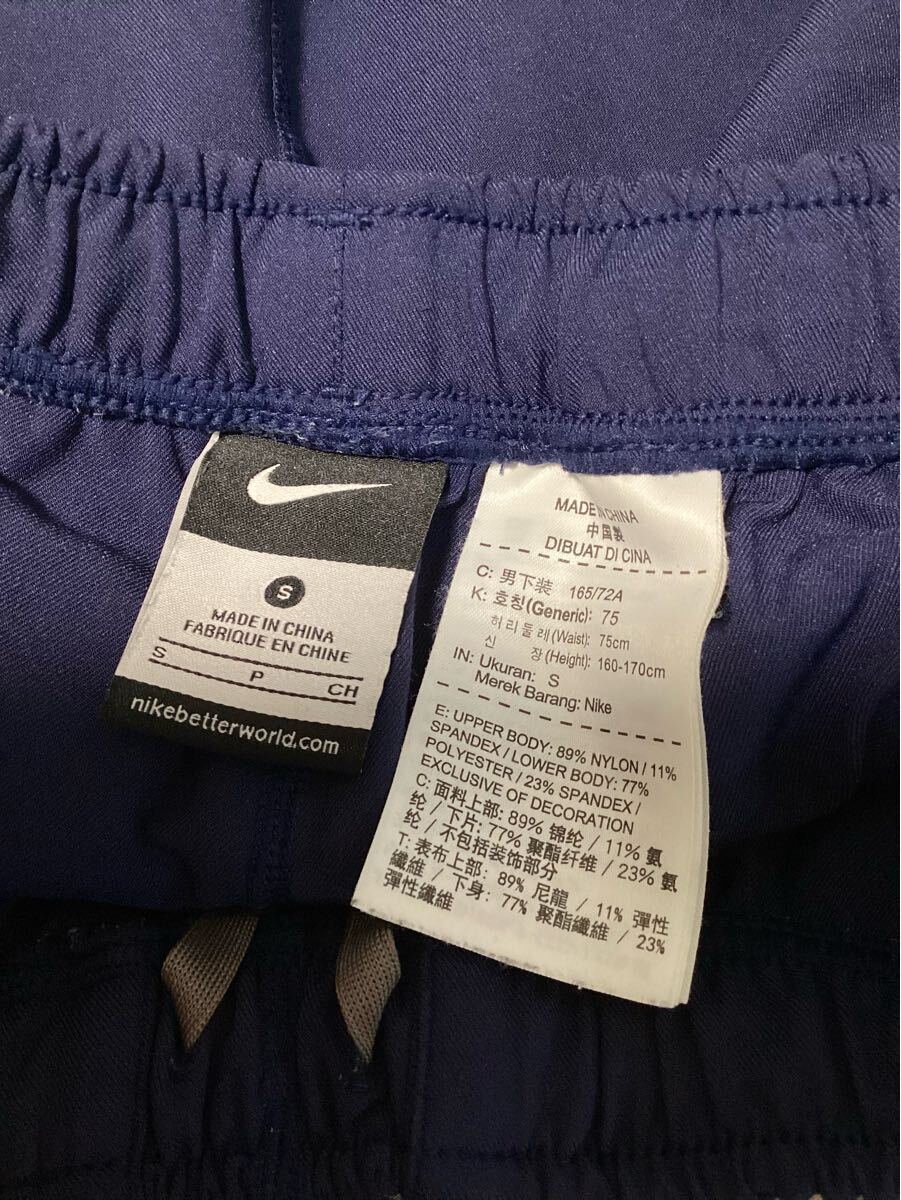 S
MADE IN CHINA
FABRIQUE EN CHINE
S
P
CH
nikebetterworld.com
MADE IN CHINA
中国製
DIBUAT DI CINA
C: 男下装 165/72A
K: 호칭(Generic): 75
허리둘레(Waist): 75cm
신 장(Height): 160-170cm
IN: Ukuran: S
Merek Barang: Nike
E: UPPER BODY: 89% NYLON / 11%
SPANDEX / LOWER BODY: 77%
POLYESTER / 23% SPANDEX /
EXCLUSIVE OF DECORATION
C: 面料上部: 89% 锦纶 / 11% 氨
纶 / 下片: 77% 聚酯纤维 / 23% 氨
纶 / 不包括装饰部分
T: 表布上部: 89% 尼龍 / 11% 彈性
纖維 / 下身: 77% 聚酯纖維 / 23%
彈性纖維